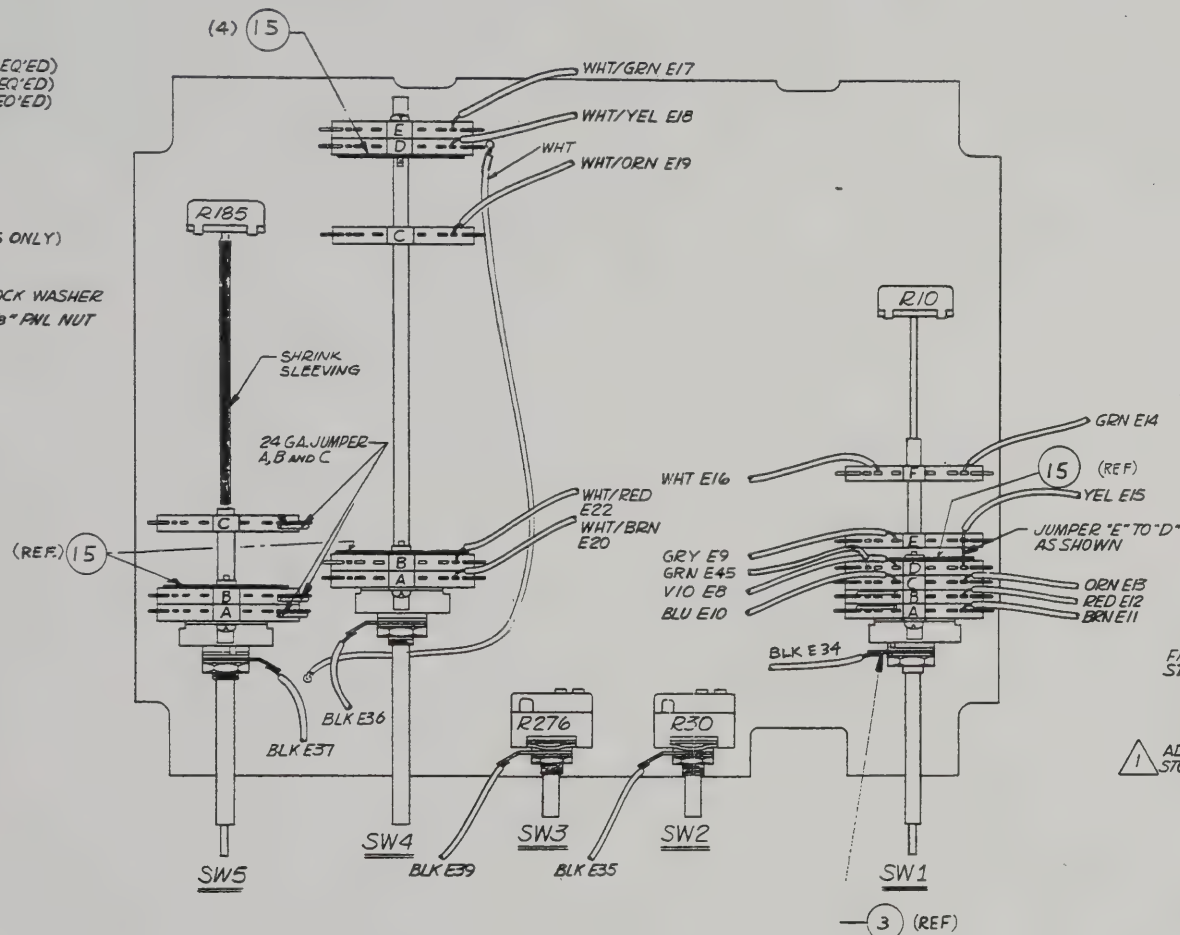 (4) 15
EQ'ED)
EQ'ED)
EQ'ED)
S ONLY)
OCK WASHER
8" PNL NUT
WHT/GRN E17
WHT/YEL E18
WHT
WHT/ORN E19
E
D
C
R185
R10
SHRINK
SLEEVING
24 GA. JUMPER
A, B AND C
GRN E14
WHT E16
F
15 (REF)
YEL E15
WHT/RED
E22
WHT/BRN
E20
C
(REF.) 15
JUMPER "E" TO "D"
AS SHOWN
GRY E9
GRN E45
VIO E8
BLU E10
E
D
C
B
A
ORN E13
RED E12
BRN E11
B
A
B
A
BLK E34
BLK E36
BLK E37
R276
R30
1
BLK E39
BLK E35
SW5
SW4
SW3
SW2
SW1
3 (REF)